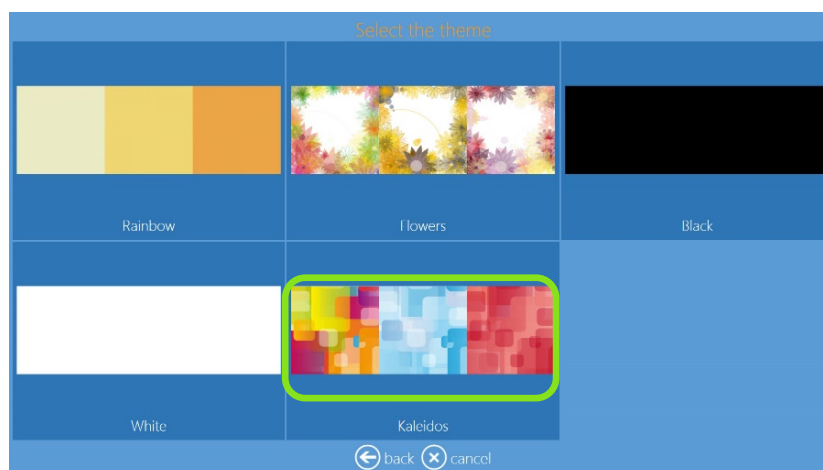 Select the theme
Rainbow
Flowers
Black
White
Kaleidos
back cancel